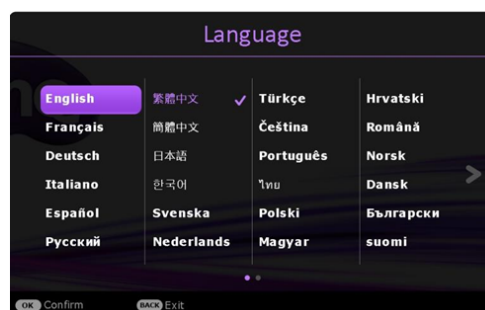 Language
English
Français
Deutsch
Italiano
Español
Русский
繁體中文
簡體中文
日本語
한국어
Svenska
Nederlands
Türkçe
Čeština
Português
ไทย
Polski
Magyar
Hrvatski
Română
Norsk
Dansk
Български
suomi
OK Confirm
BACK Exit